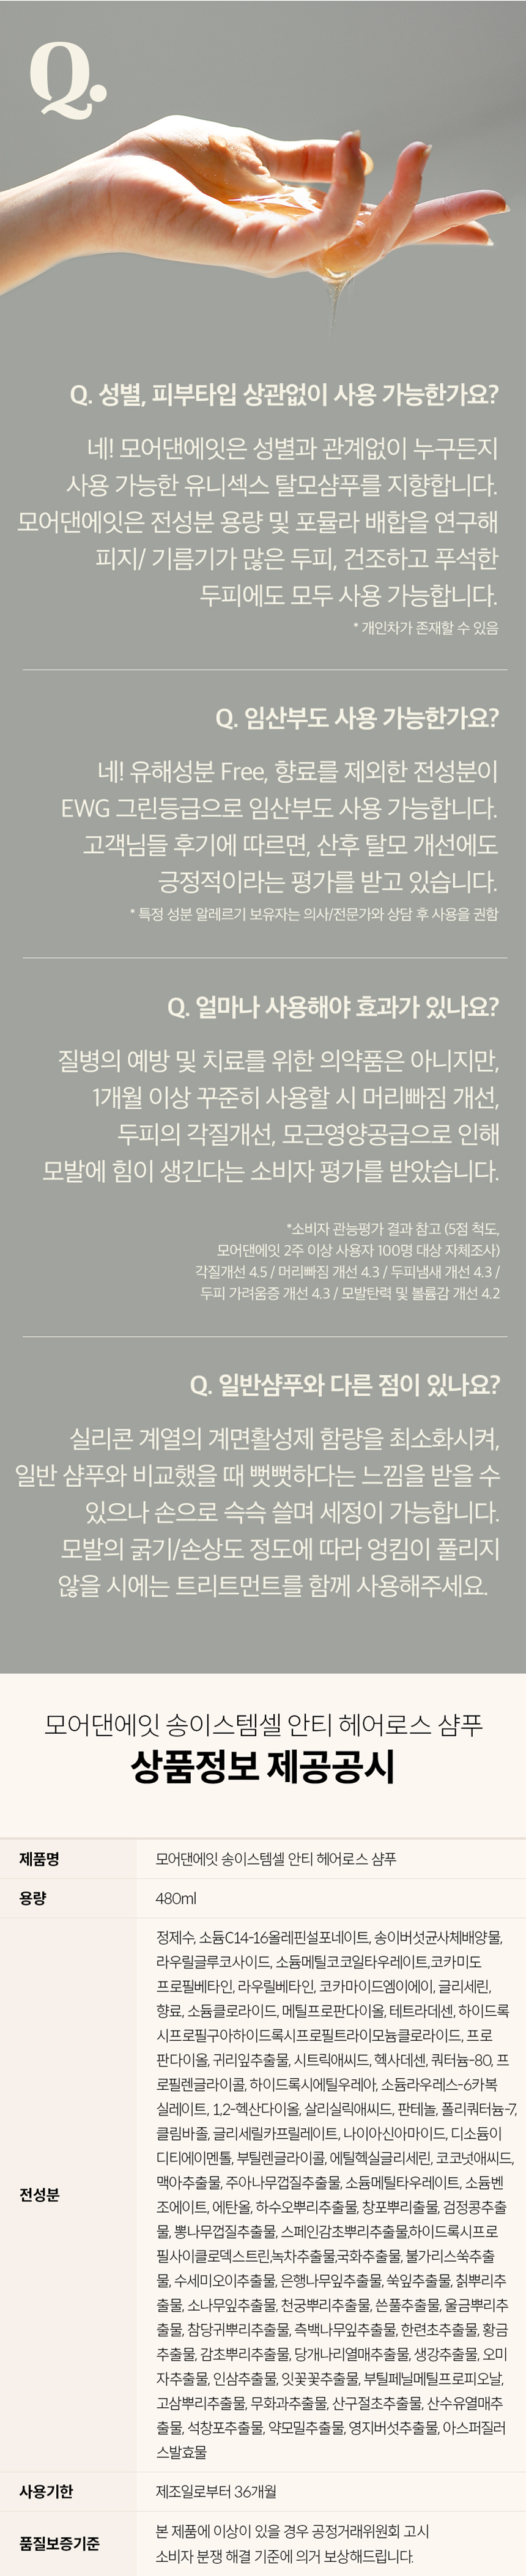 Q.
Q. 성별, 피부타입 상관없이 사용 가능한가요?
네! 모어댄에잇은 성별과 관계없이 누구든지
사용 가능한 유니섹스 탈모샴푸를 지향합니다.
모어댄에잇은 전성분 용량 및 포뮬라 배합을 연구해
피지/ 기름기가 많은 두피, 건조하고 푸석한
두피에도 모두 사용 가능합니다.
* 개인차가 존재할 수 있음
Q. 임산부도 사용 가능한가요?
네! 유해성분 Free, 향료를 제외한 전성분이
EWG 그린등급으로 임산부도 사용 가능합니다.
고객님들 후기에 따르면, 산후 탈모 개선에도
긍정적이라는 평가를 받고 있습니다.
* 특정 성분 알레르기 보유자는 의사/전문가와 상담 후 사용을 권함
Q. 얼마나 사용해야 효과가 있나요?
질병의 예방 및 치료를 위한 의약품은 아니지만,
1개월 이상 꾸준히 사용할 시 머리빠짐 개선,
두피의 각질개선, 모근영양공급으로 인해
모발에 힘이 생긴다는 소비자 평가를 받았습니다.
*소비자 관능평가 결과 참고 (5점 척도,
모어댄에잇 2주 이상 사용자 100명 대상 자체조사)
각질개선 4.5 / 머리빠짐 개선 4.3 / 두피냄새 개선 4.3 /
두피 가려움증 개선 4.3 / 모발탄력 및 볼륨감 개선 4.2
Q. 일반샴푸와 다른 점이 있나요?
실리콘 계열의 계면활성제 함량을 최소화시켜,
일반 샴푸와 비교했을 때 뻣뻣하다는 느낌을 받을 수
있으나 손으로 슥슥 쓸며 세정이 가능합니다.
모발의 굵기/손상도 정도에 따라 엉킴이 풀리지
않을 시에는 트리트먼트를 함께 사용해주세요.
모어댄에잇 송이스템셀 안티 헤어로스 샴푸
상품정보 제공공시
제품명 모어댄에잇 송이스템셀 안티 헤어로스 샴푸
용량 480ml
전성분
정제수, 소듐C14-16올레핀설포네이트, 송이버섯균사체배양물,
라우릴글루코사이드, 소듐메틸코코일타우레이트,코카미도
프로필베타인, 라우릴베타인, 코카마이드엠이에이, 글리세린,
향료, 소듐클로라이드, 메틸프로판다이올, 테트라데센, 하이드록
시프로필구아하이드록시프로필트라이모늄클로라이드, 프로
판다이올, 귀리잎추출물, 시트릭애씨드, 헥사데센, 쿼터늄-80, 프
로필렌글라이콜, 하이드록시에틸우레아, 소듐라우레스-6카복
실레이트, 1,2-헥산다이올, 살리실릭애씨드, 판테놀, 폴리쿼터늄-7,
클림바졸, 글리세릴카프릴레이트, 나이아신아마이드, 디소듐이
디티에이멘톨, 부틸렌글라이콜, 에틸헥실글리세린, 코코넛애씨드,
맥아추출물, 주아나무껍질추출물, 소듐메틸타우레이트, 소듐벤
조에이트, 에탄올, 하수오뿌리추출물, 창포뿌리추출물, 검정콩추출
물, 뽕나무껍질추출물, 스페인감초뿌리추출물,하이드록시프로
필사이클로덱스트린,녹차추출물,국화추출물, 불가리스쑥추출
물, 수세미오이추출물, 은행나무잎추출물, 쑥잎추출물, 칡뿌리추
출물, 소나무잎추출물, 천궁뿌리추출물, 쓴풀추출물, 울금뿌리추
출물, 참당귀뿌리추출물, 측백나무잎추출물, 한련초추출물, 황금
추출물, 감초뿌리추출물, 당개나리열매추출물, 생강추출물, 오미
자추출물, 인삼추출물, 잇꽃꽃추출물, 부틸페닐메틸프로피오날,
고삼뿌리추출물, 무화과추출물, 산구절초추출물, 산수유열매추
출물, 석창포추출물, 약모밀추출물, 영지버섯추출물, 아스퍼질러
스발효물
사용기한 제조일로부터 36개월
품질보증기준
본 제품에 이상이 있을 경우 공정거래위원회 고시
소비자 분쟁 해결 기준에 의거 보상해드립니다.